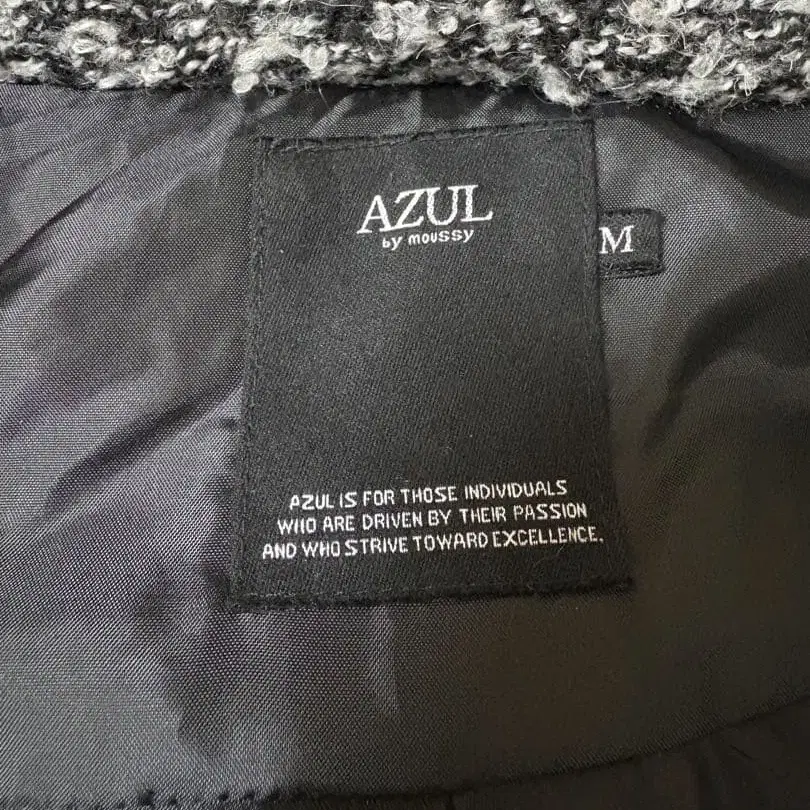 AZUL
by moussy
M
AZUL IS FOR THOSE INDIVIDUALS
WHO ARE DRIVEN BY THEIR PASSION
AND WHO STRIVE TOWARD EXCELLENCE.